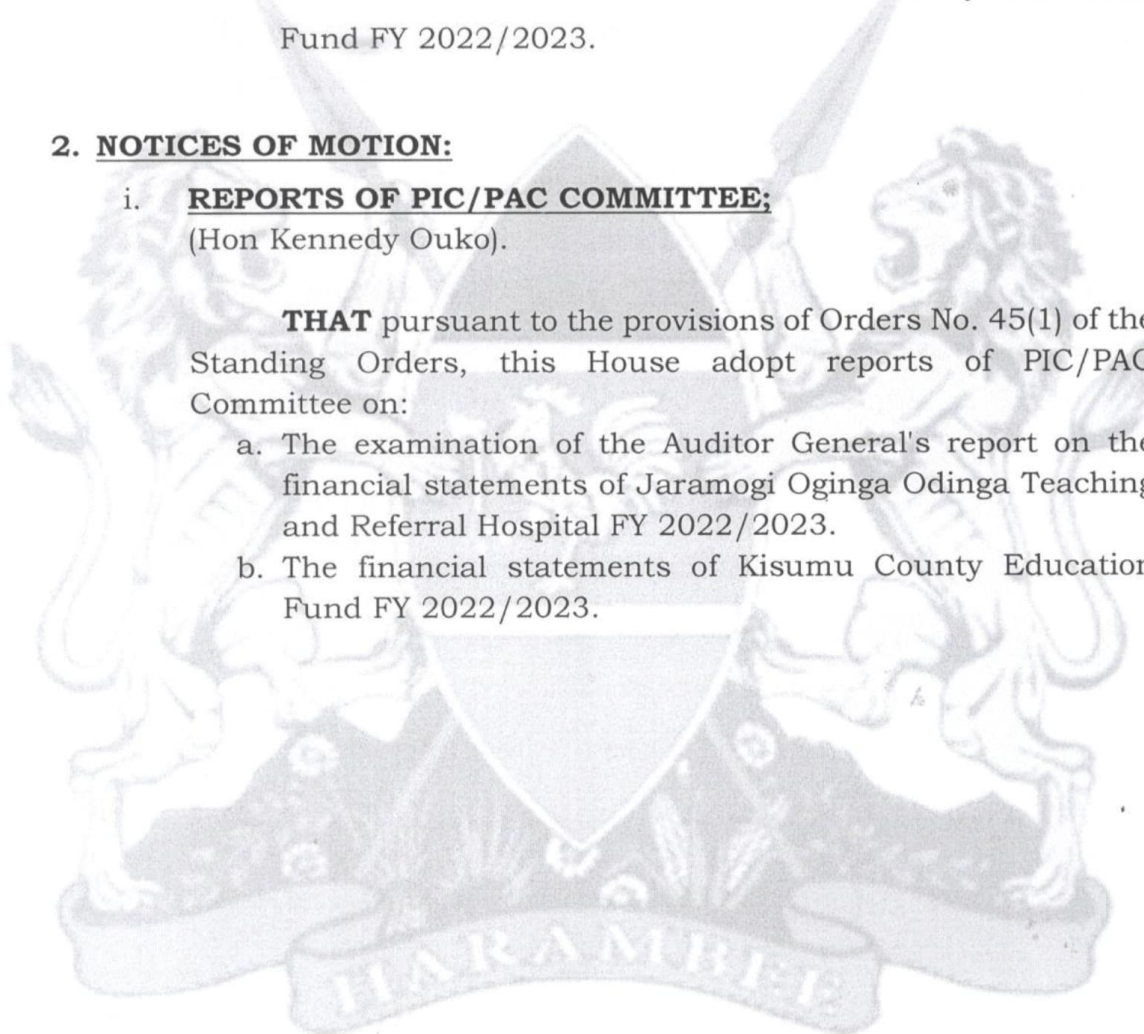 Fund FY 2022/2023.
2. NOTICES OF MOTION:
i. REPORTS OF PIC/PAC COMMITTEE;
(Hon Kennedy Ouko).
THAT pursuant to the provisions of Orders No. 45(1) of the
Standing Orders, this House adopt reports of PIC/PAC
Committee on:
a. The examination of the Auditor General's report on the
financial statements of Jaramogi Oginga Odinga Teaching
and Referral Hospital FY 2022/2023.
b. The financial statements of Kisumu County Education
Fund FY 2022/2023.
HARAMBEE